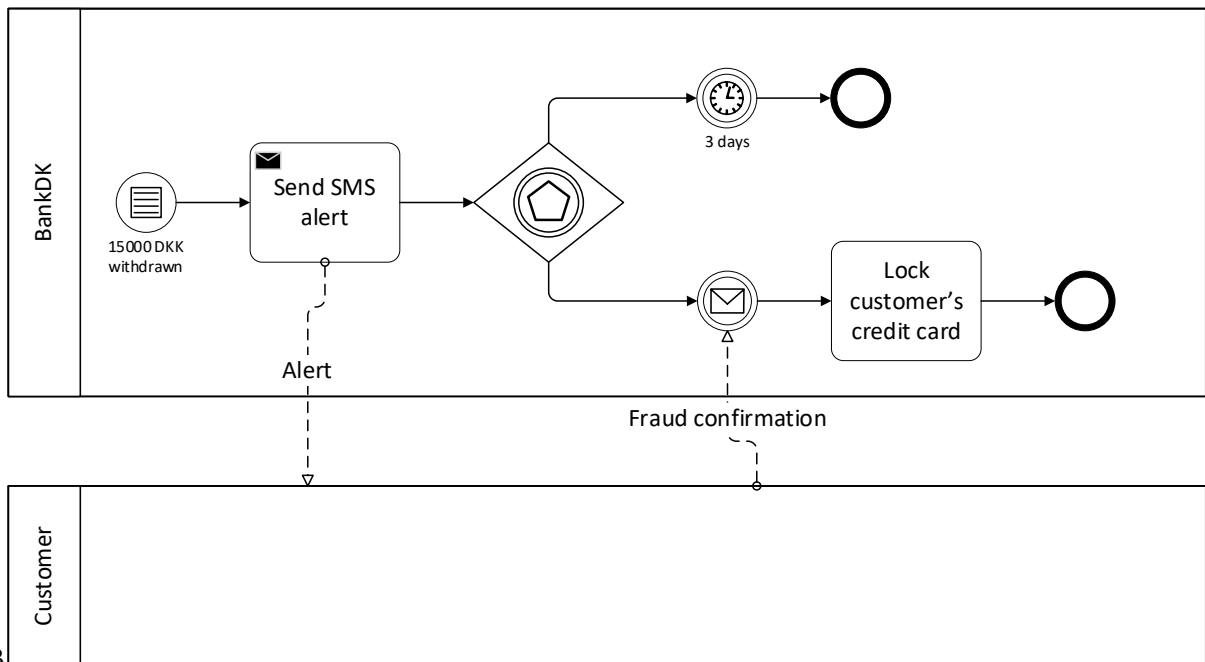 BankDK
15000 DKK
withdrawn
Send SMS
alert
3 days
Lock
customer’s
credit card
Alert
Fraud confirmation
Customer